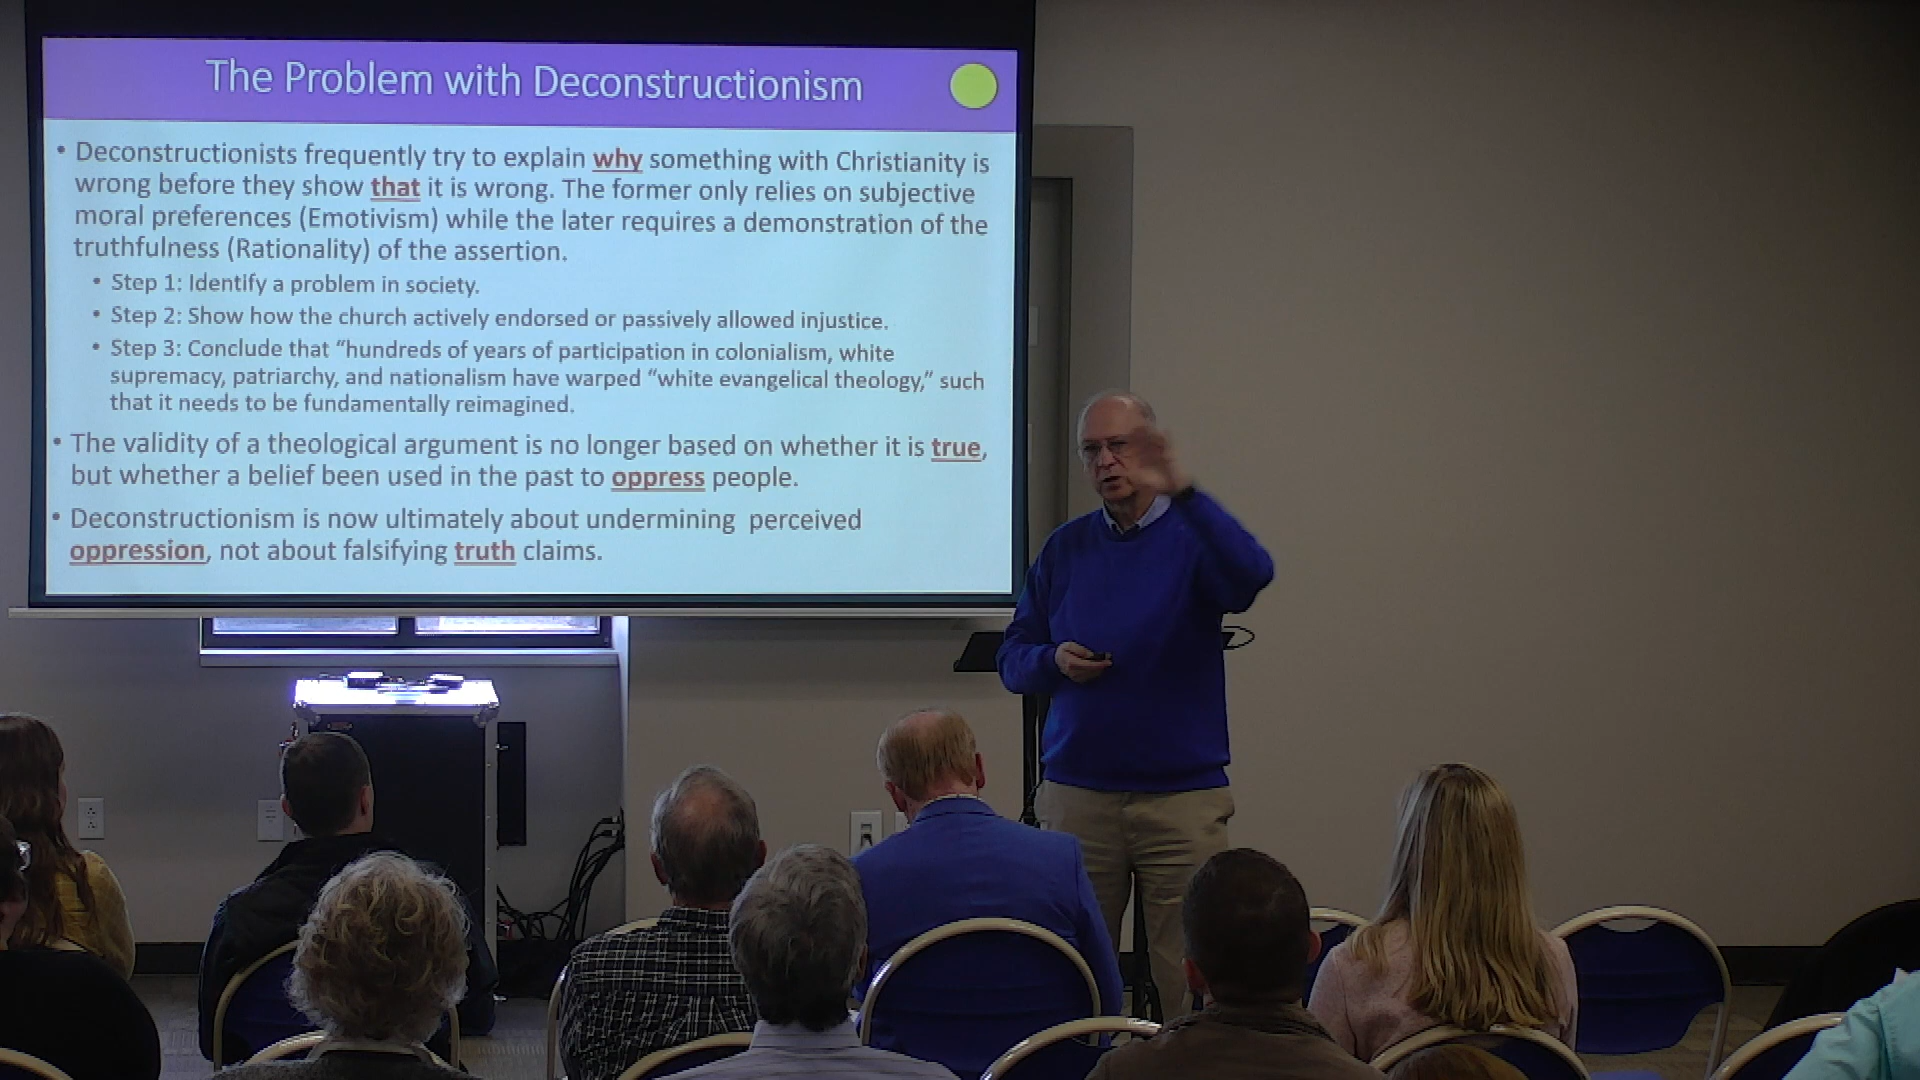 The Problem with Deconstructionism
• Deconstructionists frequently try to explain why something with Christianity is
wrong before they show that it is wrong. The former only relies on subjective
moral preferences (Emotivism) while the later requires a demonstration of the
truthfulness (Rationality) of the assertion.
• Step 1: Identify a problem in society.
• Step 2: Show how the church actively endorsed or passively allowed injustice.
• Step 3: Conclude that “hundreds of years of participation in colonialism, white
supremacy, patriarchy, and nationalism have warped “white evangelical theology,” such
that it needs to be fundamentally reimagined.
• The validity of a theological argument is no longer based on whether it is true,
but whether a belief been used in the past to oppress people.
• Deconstructionism is now ultimately about undermining perceived
oppression, not about falsifying truth claims.